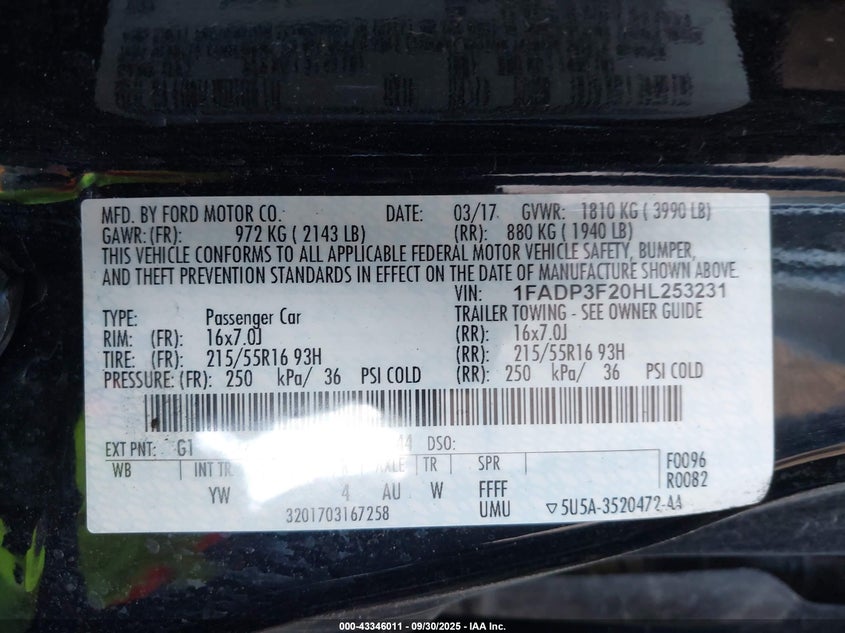 MFD. BY FORD MOTOR CO. DATE: 03/17 GVWR: 1810 KG ( 3990 LB)
GAWR: (FR): 972 KG ( 2143 LB) (RR): 880 KG ( 1940 LB)
THIS VEHICLE CONFORMS TO ALL APPLICABLE FEDERAL MOTOR VEHICLE SAFETY, BUMPER,
AND THEFT PREVENTION STANDARDS IN EFFECT ON THE DATE OF MANUFACTURE SHOWN ABOVE.
VIN: 1FADP3F20HL253231
TYPE: Passenger Car TRAILER TOWING - SEE OWNER GUIDE
RIM: (FR): 16x7.0J (RR): 16x7.0J
TIRE: (FR): 215/55R16 93H (RR): 215/55R16 93H
PRESSURE: (FR): 250 kPa/ 36 PSI COLD (RR): 250 kPa/ 36 PSI COLD
EXT PNT: G1 44 DSO:
WB INT TR AXLE TR SPR F0096
R0082
YW 4 AU W FFFF
3201703167258 UMU ▽5U5A-3520472-AA
000-43346011 - 09/30/2025 - IAA Inc.